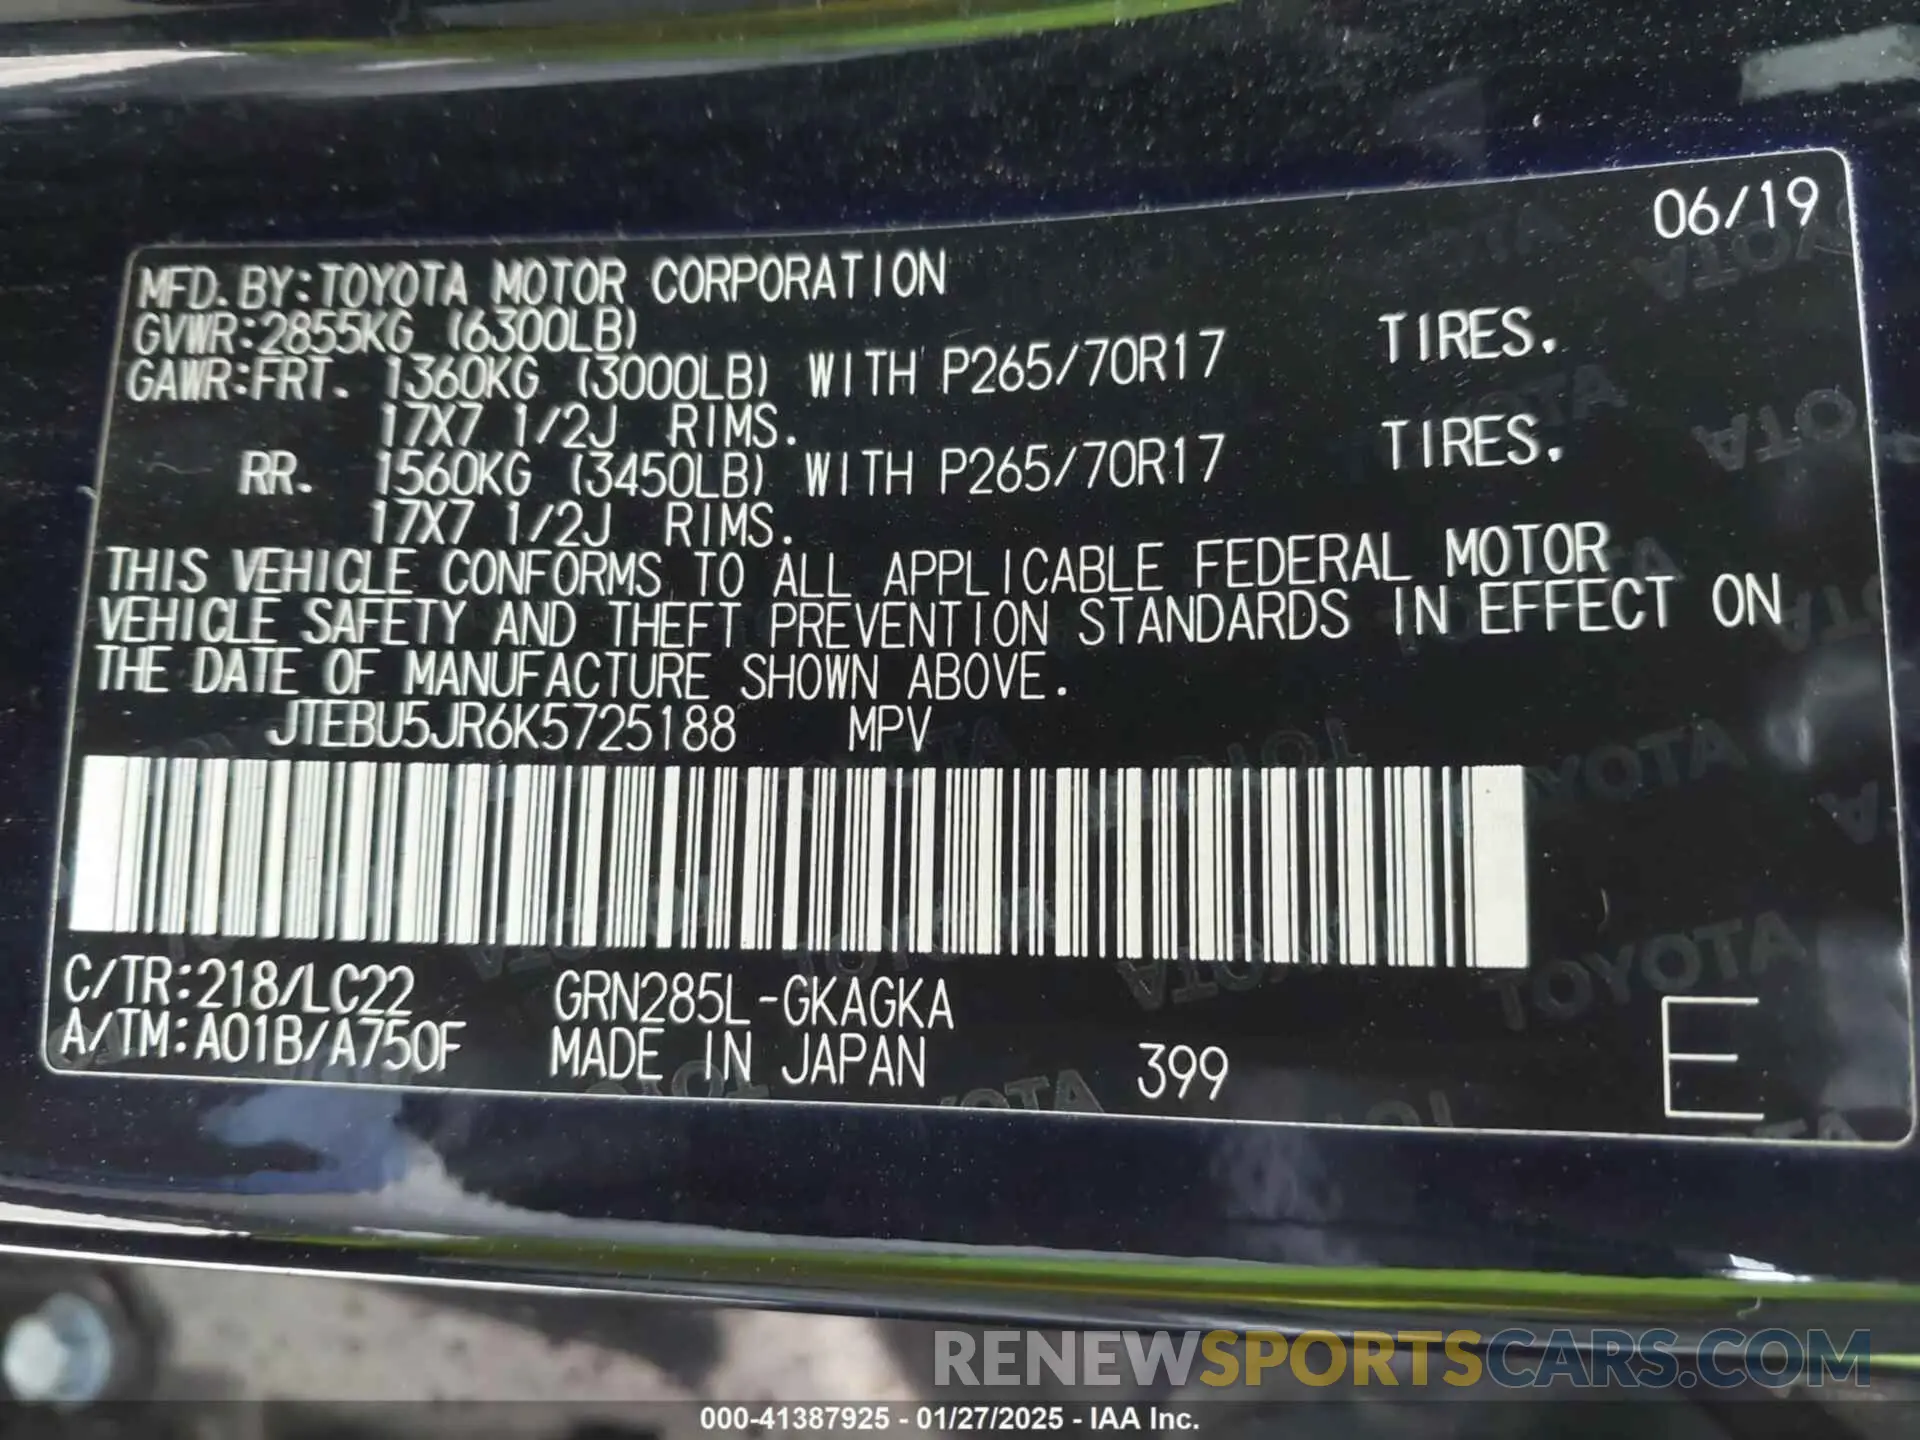 06/19
MFD. BY: TOYOTA MOTOR CORPORATION
GVWR: 2855KG (6300LB)
GAWR: FRT. 1360KG (3000LB) WITH P265/70R17 TIRES.
17X7 1/2J RIMS.
RR. 1560KG (3450LB) WITH P265/70R17 TIRES.
17X7 1/2J RIMS.
THIS VEHICLE CONFORMS TO ALL APPLICABLE FEDERAL MOTOR
VEHICLE SAFETY AND THEFT PREVENTION STANDARDS IN EFFECT ON
THE DATE OF MANUFACTURE SHOWN ABOVE.
JTEBU5JR6K5725188 MPV
C/TR: 218/LC22 GRN285L-GKAGKA
A/TM: A01B/A750F MADE IN JAPAN 399 E
RENEWSPORTSCARS.COM
000-41387925 - 01/27/2025 - IAA Inc.